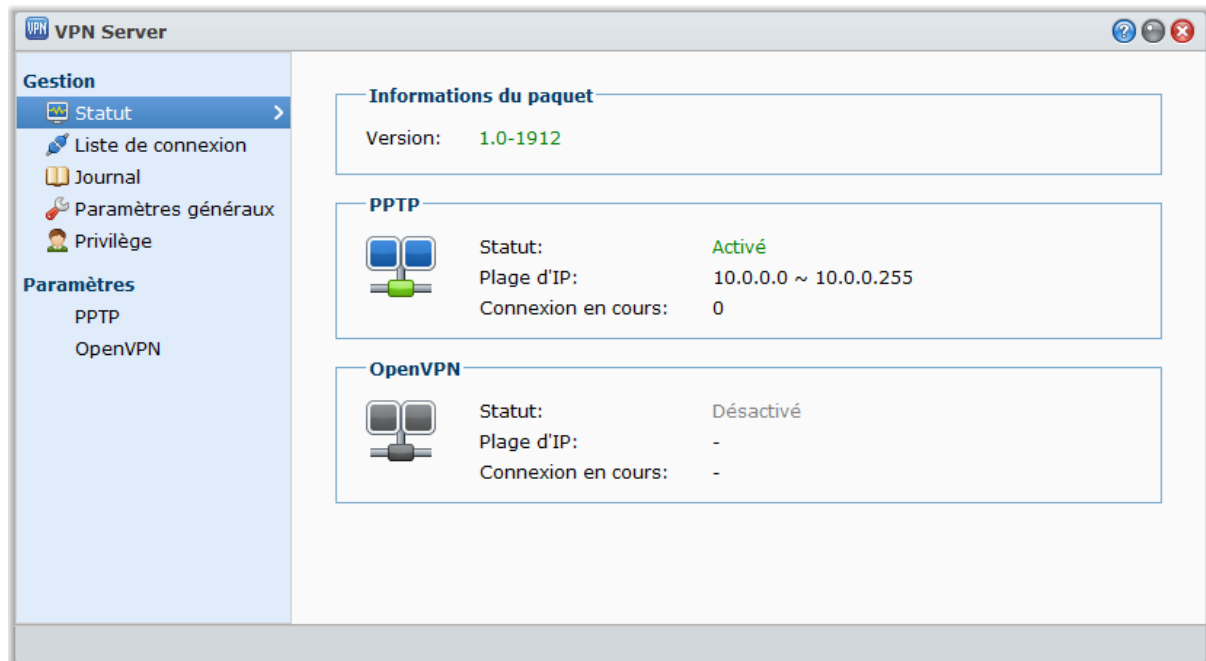 VPN VPN Server
Gestion
Statut
Liste de connexion
Journal
Paramètres généraux
Privilège
Paramètres
PPTP
OpenVPN
Informations du paquet
Version: 1.0-1912
PPTP
Statut: Activé
Plage d'IP: 10.0.0.0 ~ 10.0.0.255
Connexion en cours: 0
OpenVPN
Statut: Désactivé
Plage d'IP: -
Connexion en cours: -